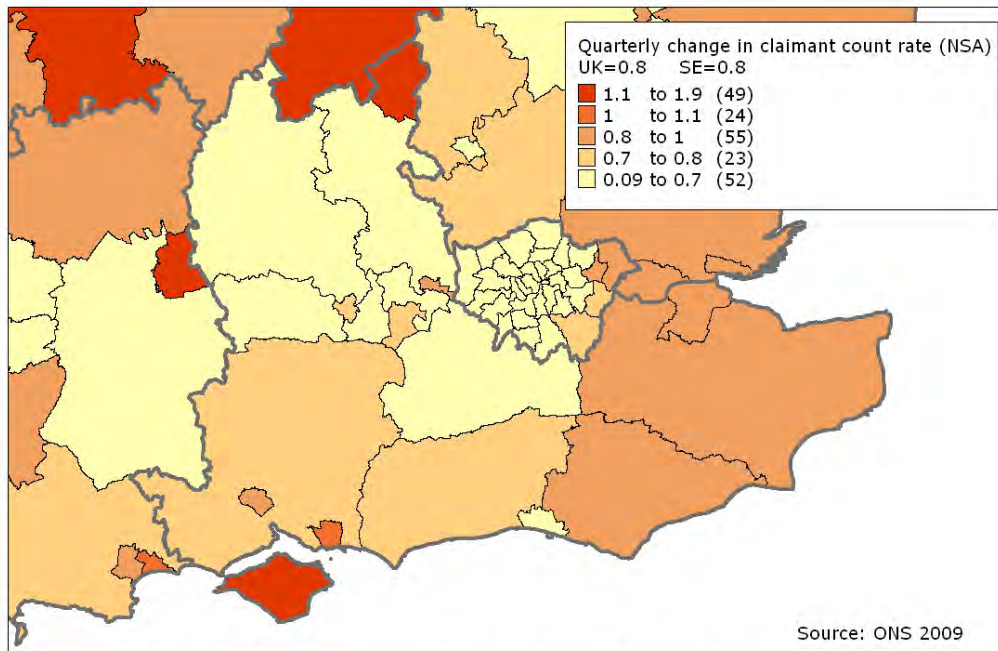 Quarterly change in claimant count rate (NSA)
UK=0.8 SE=0.8
1.1 to 1.9 (49)
1 to 1.1 (24)
0.8 to 1 (55)
0.7 to 0.8 (23)
0.09 to 0.7 (52)
Source: ONS 2009